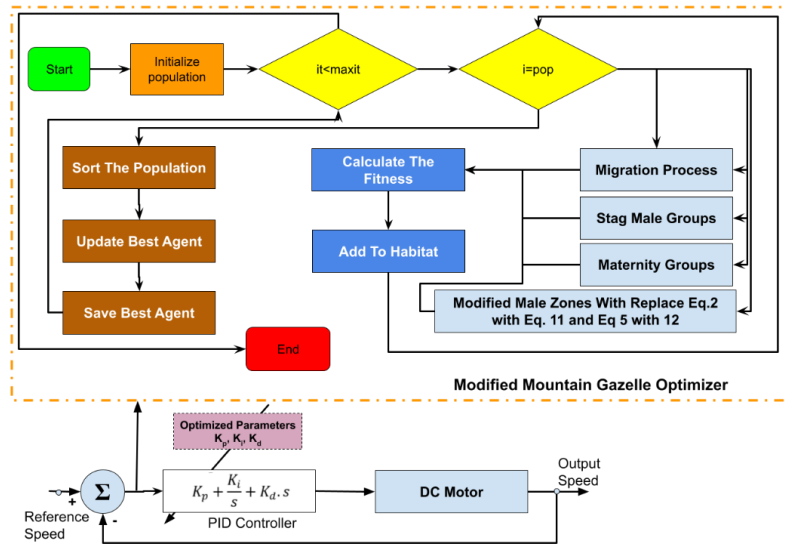 Start
Initialize
population
it<maxit
i=pop
Sort The Population
Update Best Agent
Save Best Agent
Calculate The
Fitness
Add To Habitat
Migration Process
Stag Male Groups
Maternity Groups
Modified Male Zones With Replace Eq.2
with Eq. 11 and Eq 5 with 12
End
Modified Mountain Gazelle Optimizer
Optimized Parameters
Kp, Ki, Kd
Reference
Speed
+
-
Σ
Kp + Ki/s + Kd . s
PID Controller
DC Motor
Output
Speed